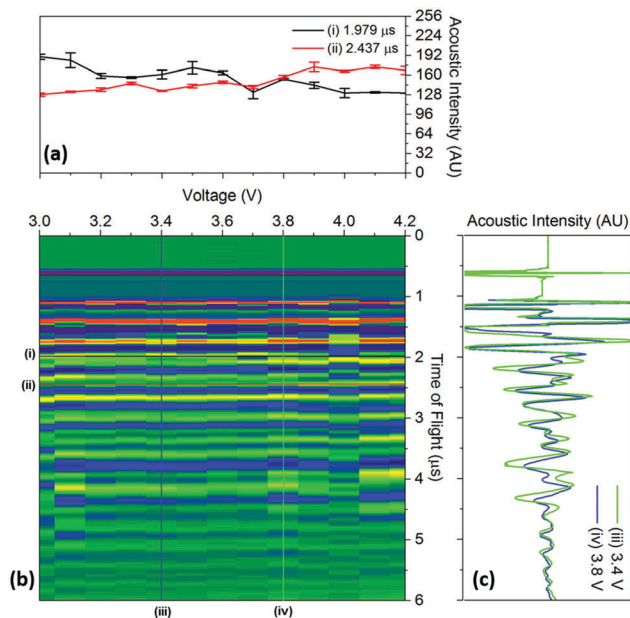 (i) 1.979 μs
(ii) 2.437 μs
256
224
192
160
128
96
64
32
0
Acoustic Intensity (AU)
(a)
Voltage (V)
3.0 3.2 3.4 3.6 3.8 4.0 4.2
0
1
2
3
4
5
6
Time of Flight (μs)
(i)
(ii)
(b)
(iii) (iv)
Acoustic Intensity (AU)
(iii) 3.4 V
(iv) 3.8 V
(c)